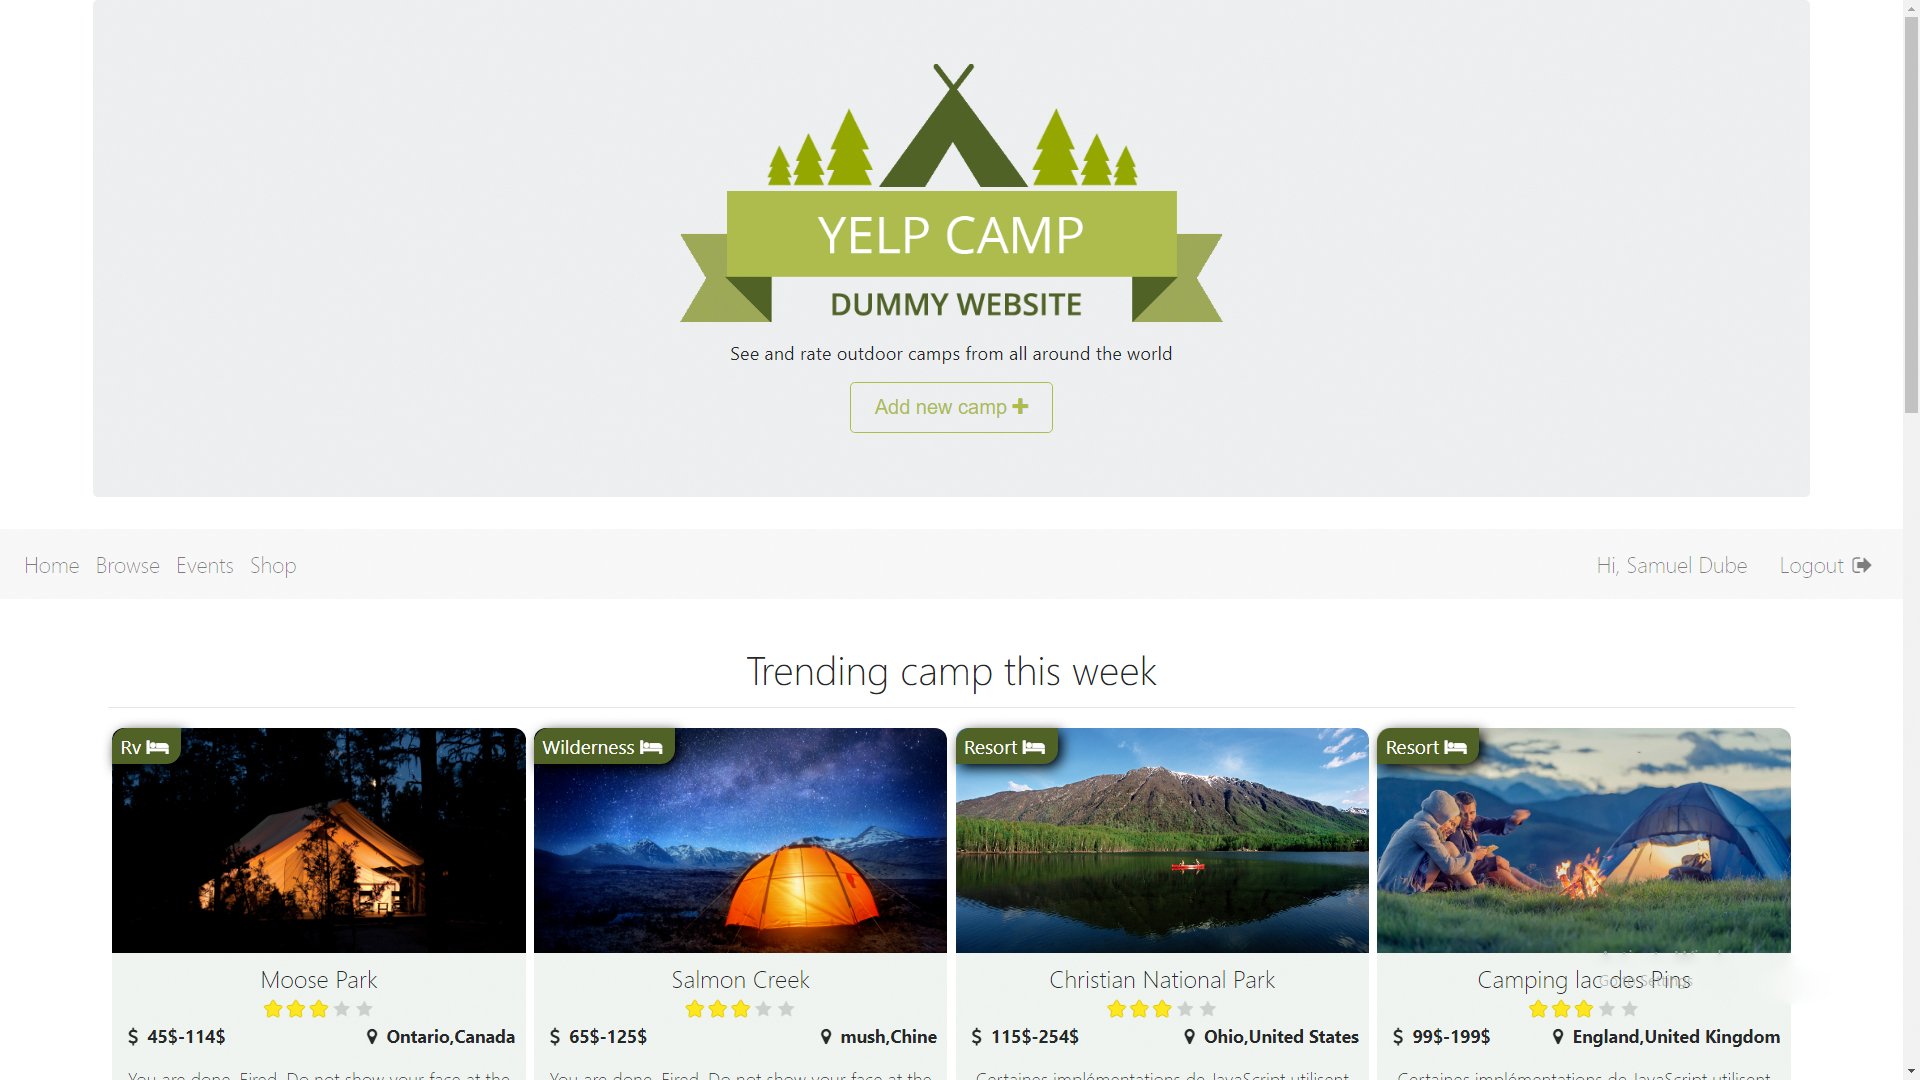 YELP CAMP
DUMMY WEBSITE
See and rate outdoor camps from all around the world
Add new camp
Home Browse Events Shop Hi, Samuel Dube Logout
Trending camp this week
Rv
Wilderness
Resort
Resort
Moose Park
$ 45$-114$ Ontario,Canada
You are done. Fired. Do not show your face at the
Salmon Creek
$ 65$-125$ mush,Chine
You are done. Fired. Do not show your face at the
Christian National Park
$ 115$-254$ Ohio,United States
Certaines implémentations de JavaScript utilisent
Camping lac des Pins
$ 99$-199$ England,United Kingdom
Certaines implémentations de JavaScript utilisent